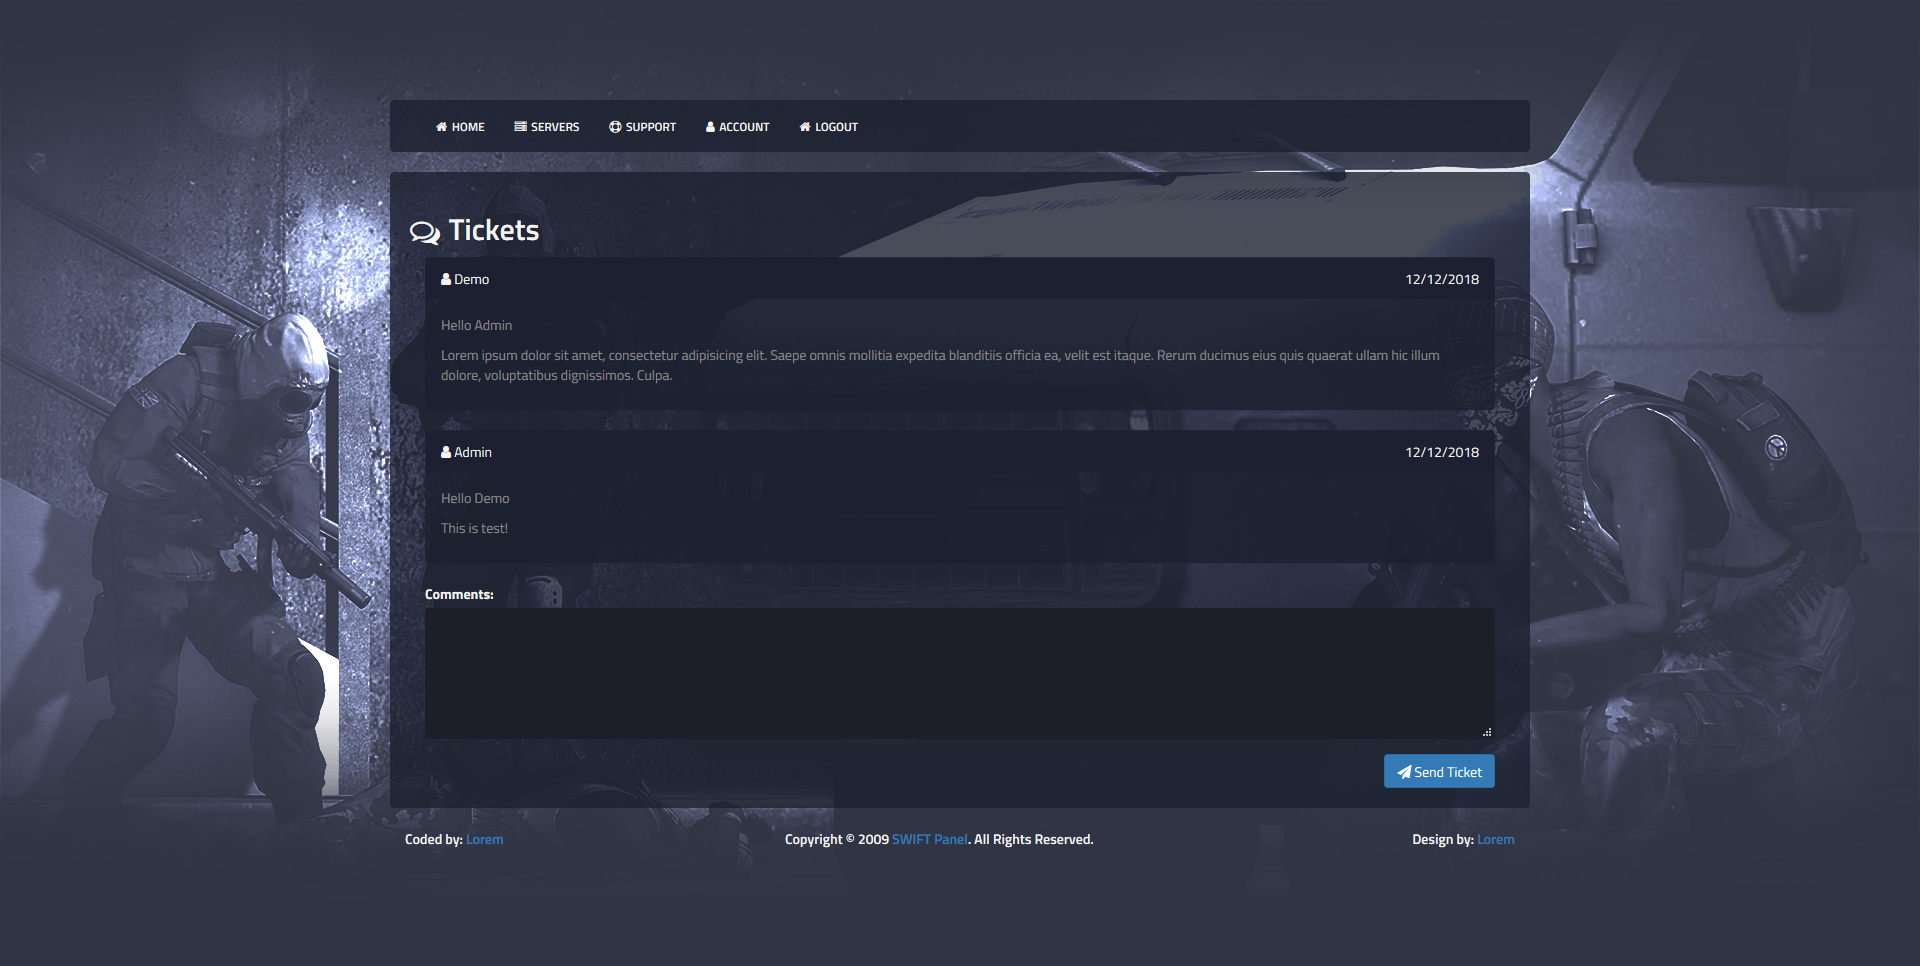 HOME SERVERS SUPPORT ACCOUNT LOGOUT
Tickets
Demo 12/12/2018
Hello Admin
Lorem ipsum dolor sit amet, consectetur adipisicing elit. Saepe omnis mollitia expedita blanditiis officia ea, velit est itaque. Rerum ducimus eius quis quaerat ullam hic illum
dolore, voluptatibus dignissimos. Culpa.
Admin 12/12/2018
Hello Demo
This is test!
Comments:
Send Ticket
Coded by: Lorem Copyright © 2009 SWIFT Panel. All Rights Reserved. Design by: Lorem